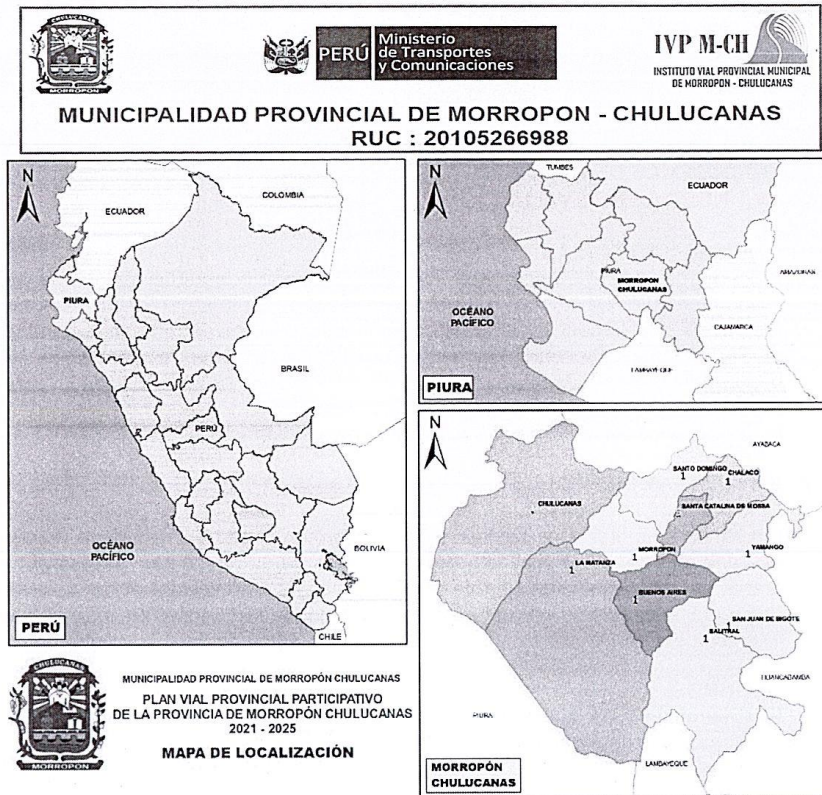 CHULUCANAS
MORROPON
PERÚ
Ministerio
de Transportes
y Comunicaciones
IVP M-CH
INSTITUTO VIAL PROVINCIAL MUNICIPAL
DE MORROPON - CHULUCANAS
MUNICIPALIDAD PROVINCIAL DE MORROPON - CHULUCANAS
RUC : 20105266988
N
COLOMBIA
ECUADOR
PIURA
BRASIL
PERÚ
OCÉANO
PACÍFICO
BOLIVIA
CHILE
PERÚ
N
TUMBES
ECUADOR
PIURA
MORROPON
CHULUCANAS
AMAZONAS
OCÉANO
PACÍFICO
CAJAMARCA
LAMBAYEQUE
PIURA
N
AYABACA
SANTO DOMINGO
1
CHALACO
1
CHULUCANAS
SANTA CATALINA DE MOSSA
MORROPON
1
YAMANGO
1
LA MATANZA
1
BUENOS AIRES
1
SAN JUAN DE BIGOTE
1
SALITRAL
1
HUANCABAMBA
PIURA
LAMBAYEQUE
MORROPÓN
CHULUCANAS
CHULUCANAS
MORROPON
MUNICIPALIDAD PROVINCIAL DE MORROPÓN CHULUCANAS
PLAN VIAL PROVINCIAL PARTICIPATIVO
DE LA PROVINCIA DE MORROPÓN CHULUCANAS
2021 - 2025
MAPA DE LOCALIZACIÓN